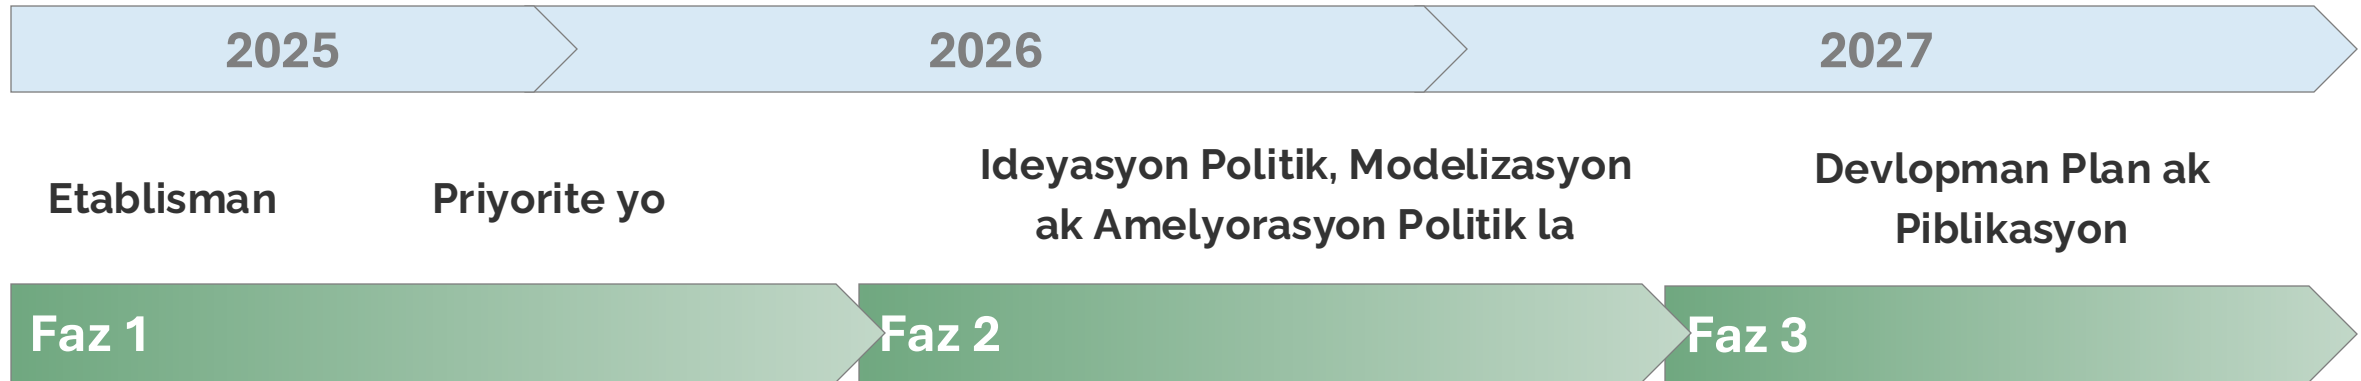 2025
2026
2027
Etablisman
Priyorite yo
Ideyasyon Politik, Modelizasyon
ak Amelyorasyon Politik la
Devlopman Plan ak
Piblikasyon
Faz 1
Faz 2
Faz 3